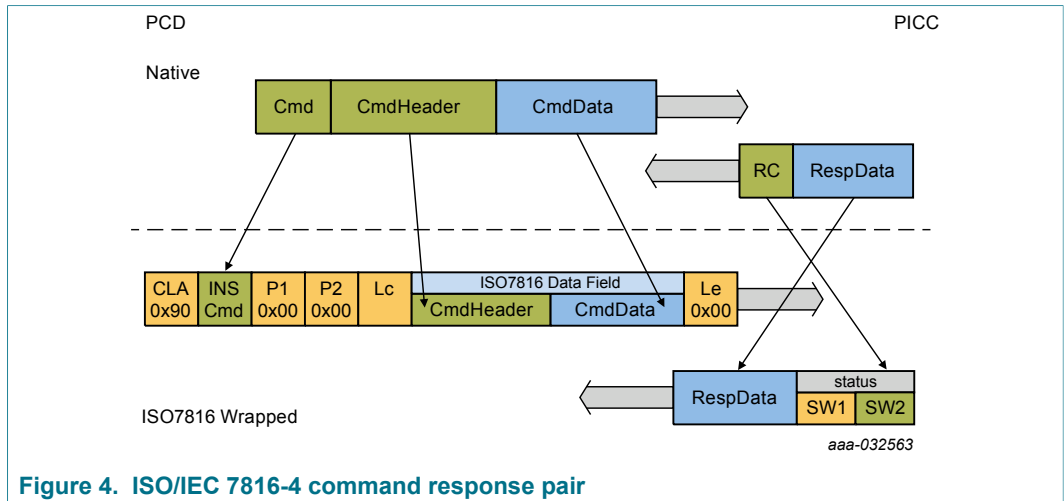 PCD PICC
Native
Cmd CmdHeader CmdData
RC RespData
CLA 0x90
INS Cmd
P1 0x00
P2 0x00
Lc
ISO7816 Data Field
CmdHeader CmdData
Le 0x00
RespData
status
SW1 SW2
ISO7816 Wrapped
aaa-032563
Figure 4. ISO/IEC 7816-4 command response pair